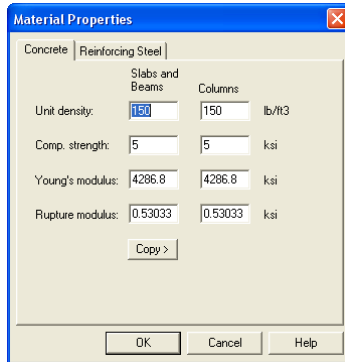 Material Properties
Concrete Reinforcing Steel
Slabs and
Beams Columns
Unit density: 150 150 lb/ft3
Comp. strength: 5 5 ksi
Young's modulus: 4286.8 4286.8 ksi
Rupture modulus: 0.53033 0.53033 ksi
Copy >
OK Cancel Help